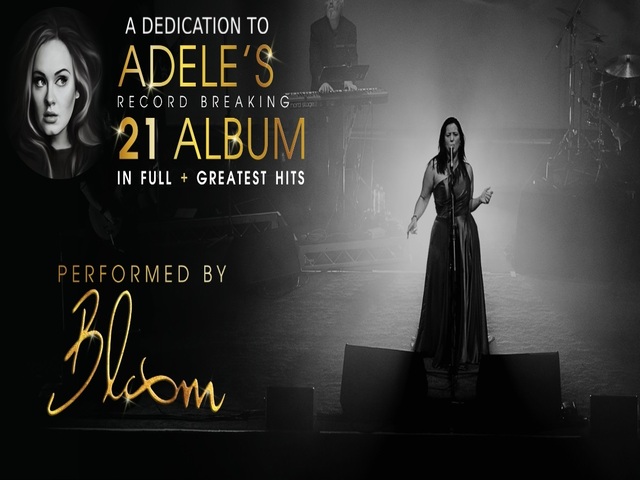 A DEDICATION TO
ADELE'S
RECORD BREAKING
21 ALBUM
IN FULL + GREATEST HITS
PERFORMED BY
Bloom